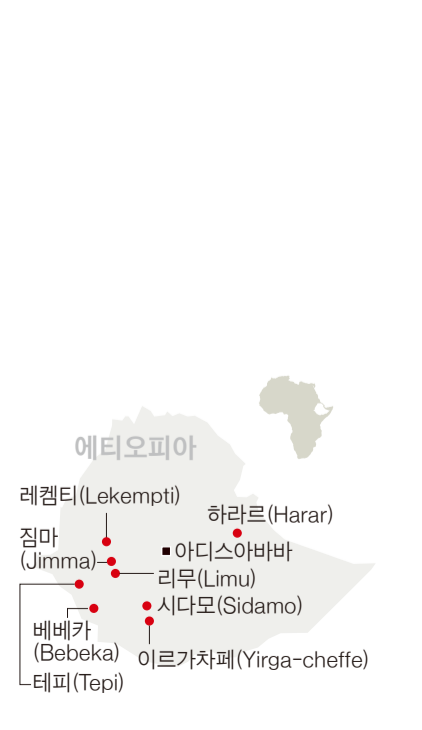 에티오피아
레켐티(Lekempti)
하라르(Harar)
짐마
(Jimma)
아디스아바바
리무(Limu)
시다모(Sidamo)
베베카
(Bebeka)
이르가차페(Yirga-cheffe)
테피(Tepi)